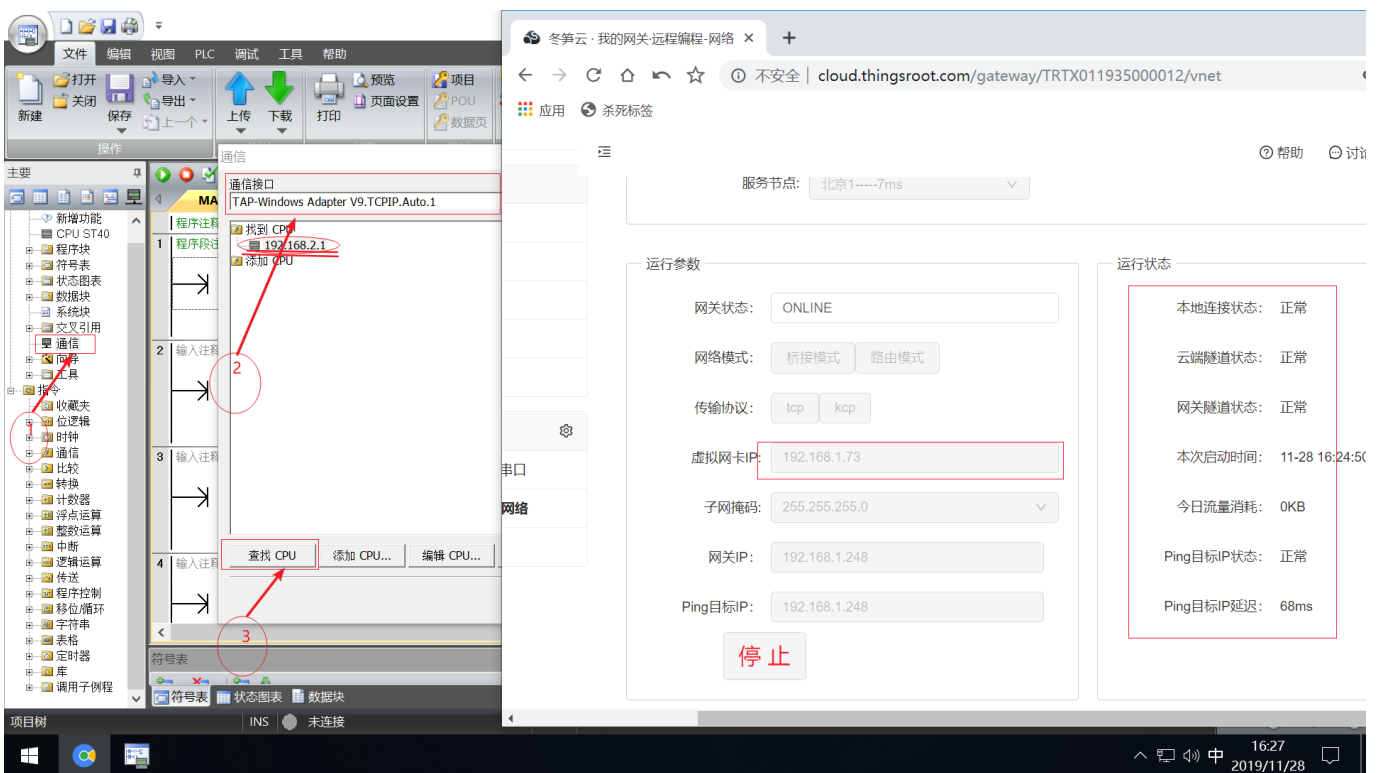 文件 编辑 视图 PLC 调试 工具 帮助
新建
打开
关闭
保存
导入
导出
上一个
上传 下载
打印
预览
页面设置
项目
POU
数据页
操作
主要
新增功能
CPU ST40
程序块
符号表
状态图表
数据块
系统块
交叉引用
通信
向导
工具
指令
收藏夹
位逻辑
时钟
通信
比较
转换
计数器
浮点运算
整数运算
中断
逻辑运算
传送
程序控制
移位/循环
字符串
表格
定时器
库
调用子例程
1
MA
程序注释
1 程序段注
2 输入注释
3 输入注释
4 输入注释
通信
通信接口
TAP-Windows Adapter V9.TCPIP.Auto.1
找到 CPU
192.168.2.1
添加 CPU
2
查找 CPU 添加 CPU... 编辑 CPU...
3
符号表
符号表 状态图表 数据块
项目树 INS 未连接
冬笋云 · 我的网关·远程编程-网络
不安全 | cloud.thingsroot.com/gateway/TRTX011935000012/vnet
应用 杀死标签
帮助 讨论
服务节点: 北京1-----7ms
串口
网络
运行参数
网关状态: ONLINE
网络模式: 桥接模式 路由模式
传输协议: tcp kcp
虚拟网卡IP: 192.168.1.73
子网掩码: 255.255.255.0
网关IP: 192.168.1.248
Ping目标IP: 192.168.1.248
停 止
运行状态
本地连接状态: 正常
云端隧道状态: 正常
网关隧道状态: 正常
本次启动时间: 11-28 16:24:50
今日流量消耗: 0KB
Ping目标IP状态: 正常
Ping目标IP延迟: 68ms
中
16:27
2019/11/28